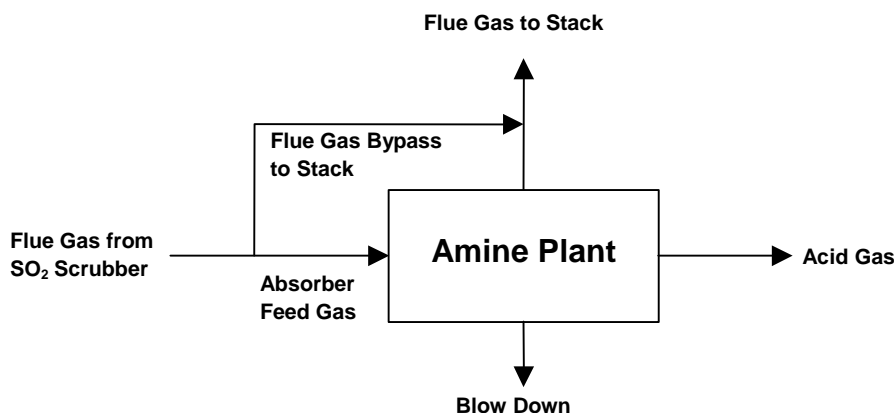 Flue Gas to Stack
Flue Gas Bypass
to Stack
Flue Gas from
SO₂ Scrubber
Amine Plant
Acid Gas
Absorber
Feed Gas
Blow Down